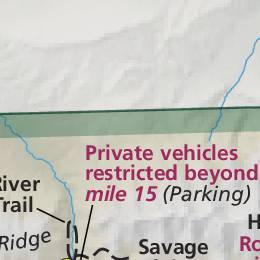 Private vehicles
restricted beyond
mile 15 (Parking)
River
Trail
Ridge
Savage